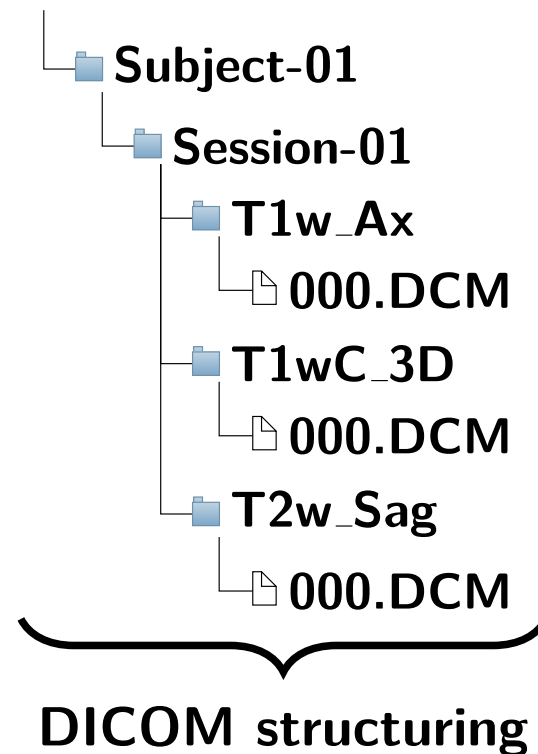 Subject-01
Session-01
T1w_Ax
000.DCM
T1wC_3D
000.DCM
T2w_Sag
000.DCM
DICOM structuring